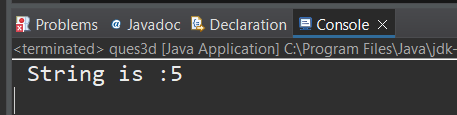 Problems @ Javadoc Declaration Console
<terminated> ques3d [Java Application] C:\Program Files\Java\jdk-
String is :5